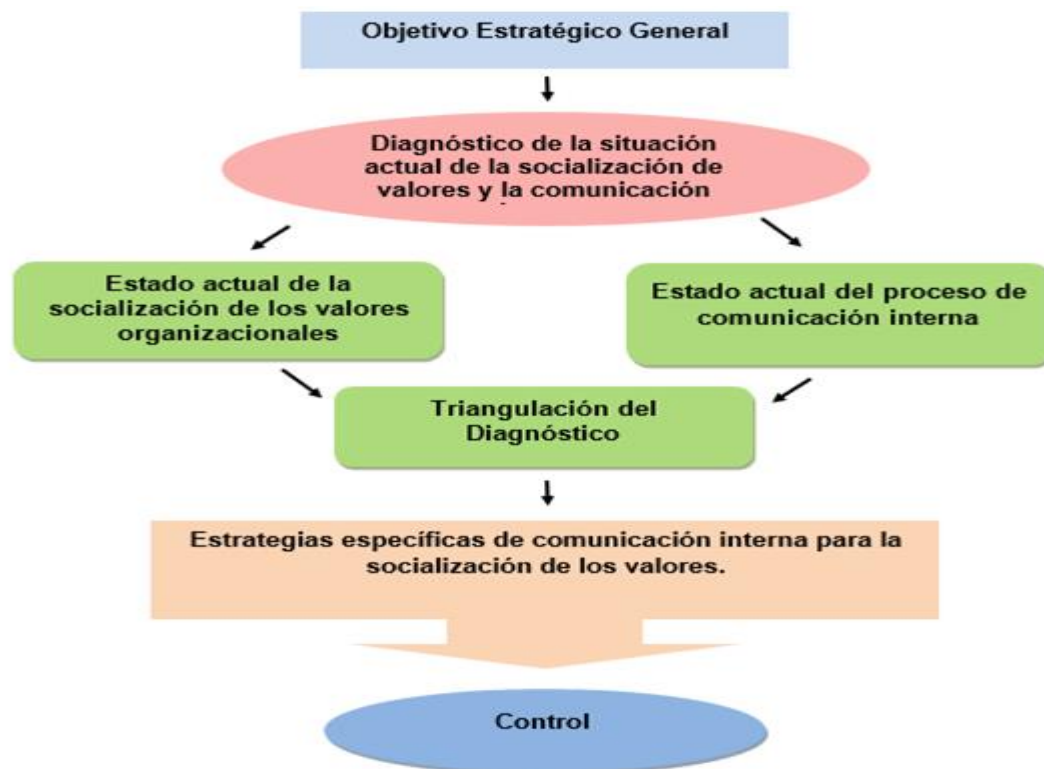 Objetivo Estratégico General
Diagnóstico de la situación
actual de la socialización de
valores y la comunicación
Estado actual de la
socialización de los valores
organizacionales
Estado actual del proceso de
comunicación interna
Triangulación del
Diagnóstico
Estrategias específicas de comunicación interna para la
socialización de los valores.
Control